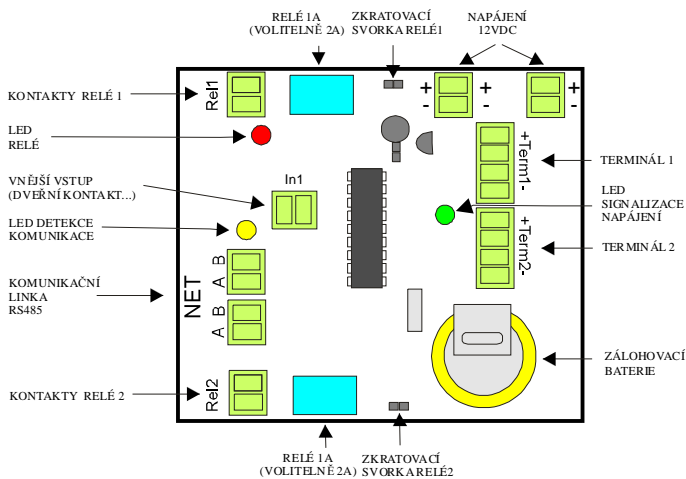 RELÉ 1A
(VOLITELNĚ 2A)
ZKRATOVACÍ
SVORKA RELÉ1
NAPÁJENÍ
12VDC
KONTAKTY RELÉ 1
Rel1
+
-
+
-
+
-
LED
RELÉ
+Term1-
TERMINÁL 1
VNĚJŠÍ VSTUP
(DVEŘNÍ KONTAKT...)
In1
LED
SIGNALIZACE
NAPÁJENÍ
LED DETEKCE
KOMUNIKACE
+Term2-
TERMINÁL 2
KOMUNIKAČNÍ
LINKA
RS485
NET
A B
A B
ZÁLOHOVACÍ
BATERIE
KONTAKTY RELÉ 2
Rel2
RELÉ 1A
(VOLITELNĚ 2A)
ZKRATOVACÍ
SVORKA RELÉ2